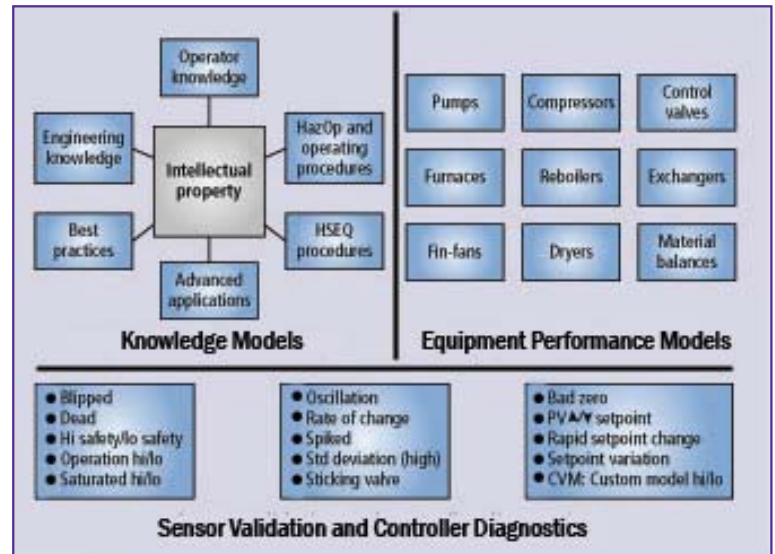 Operator
knowledge
Engineering
knowledge
HazOp and
operating
procedures
Intellectual
property
Best
practices
HSEQ
procedures
Advanced
applications
Knowledge Models
Pumps
Compressors
Control
valves
Furnaces
Reboilers
Exchangers
Fin-fans
Dryers
Material
balances
Equipment Performance Models
● Blipped
● Dead
● Hi safety/lo safety
● Operation hi/lo
● Saturated hi/lo
● Oscillation
● Rate of change
● Spiked
● Std deviation (high)
● Sticking valve
● Bad zero
● PV▲/▼ setpoint
● Rapid setpoint change
● Setpoint variation
● CVM: Custom model hi/lo
Sensor Validation and Controller Diagnostics